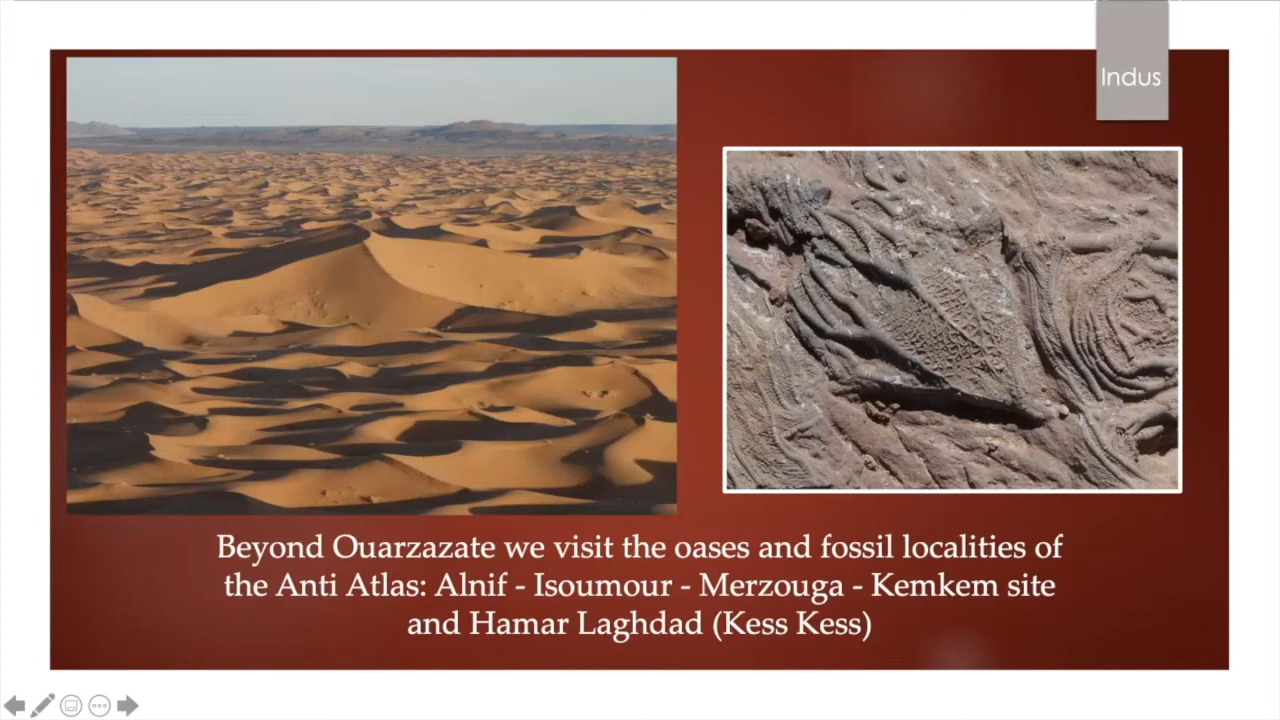 Indus
Beyond Ouarzazate we visit the oases and fossil localities of
the Anti Atlas: Alnif - Isoumour - Merzouga - Kemkem site
and Hamar Laghdad (Kess Kess)